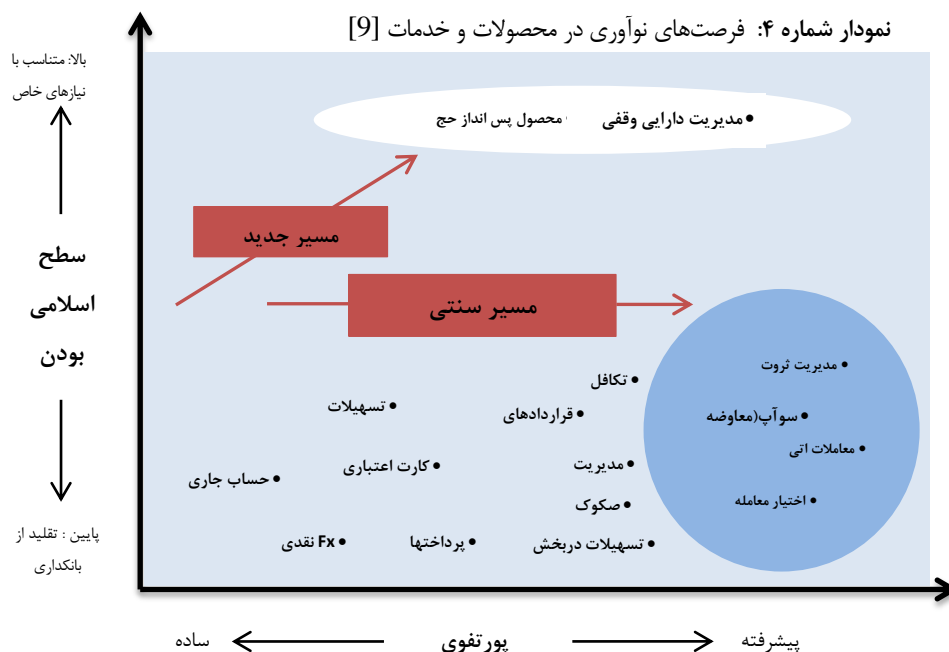 نمودار شماره ۴: فرصت‌های نوآوری در محصولات و خدمات [9]
بالا: متناسب با
نیازهای خاص
سطح
اسلامی
بودن
پایین : تقلید از
بانکداری
• مدیریت دارایی وقفی
• محصول پس انداز حج
مسیر جدید
مسیر سنتی
• مدیریت ثروت
• سوآپ(معاوضه
• معاملات اتی
• اختیار معامله
• تکافل
• قراردادهای
• تسهیلات
• مدیریت
• کارت اعتباری
• حساب جاری
• صکوک
• تسهیلات دربخش
• پرداختها
• Fx نقدی
پیشرفته
پورتفوی
ساده